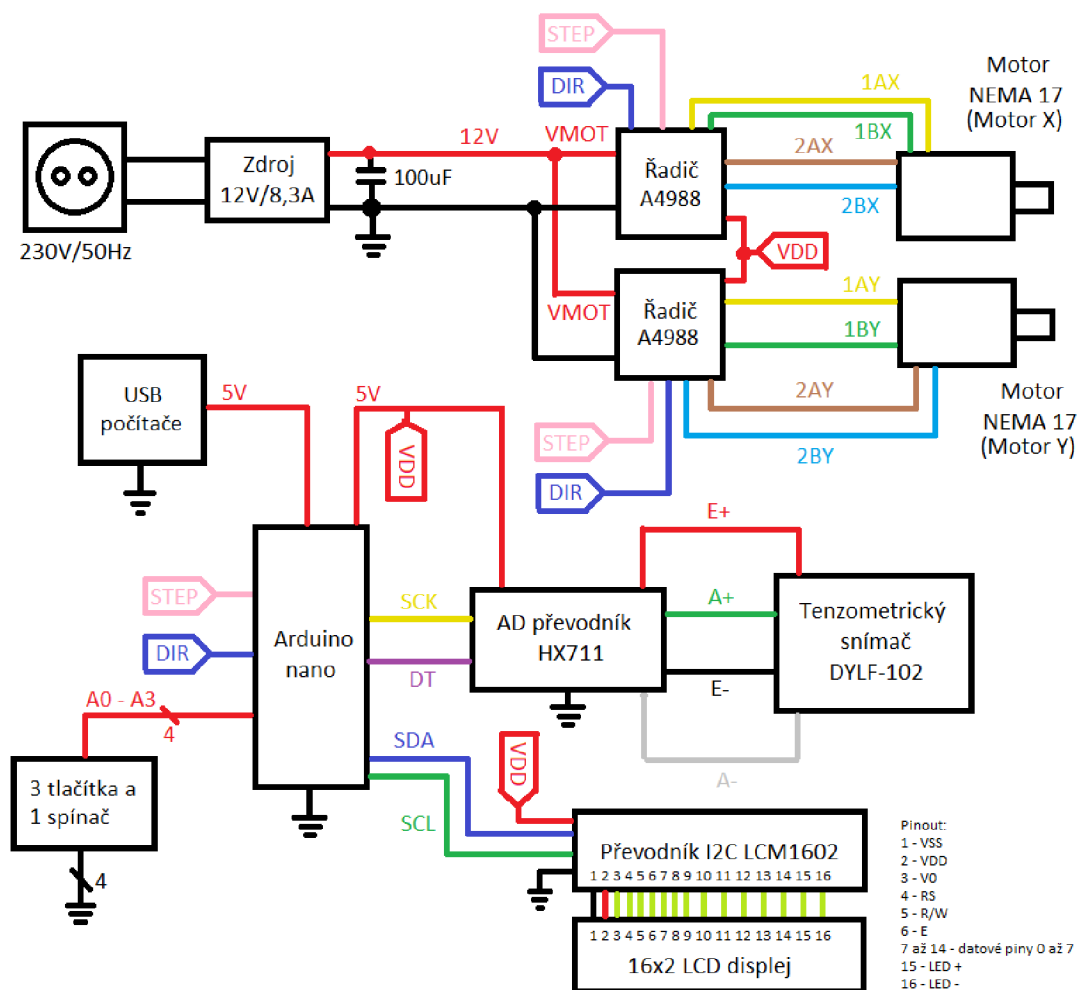 STEP
DIR
Motor
NEMA 17
(Motor X)
1AX
1BX
2AX
2BX
12V
VMOT
Zdroj
12V/8,3A
100uF
Řadič
A4988
230V/50Hz
VDD
VMOT
Řadič
A4988
1AY
1BY
2AY
2BY
Motor
NEMA 17
(Motor Y)
STEP
DIR
USB
počítače
5V
5V
VDD
STEP
DIR
A0 - A3
4
Arduino
nano
SCK
DT
AD převodník
HX711
E+
A+
E-
A-
Tenzometrický
snímač
DYLF-102
3 tlačítka a
1 spínač
4
SDA
SCL
VDD
Převodník I2C LCM1602
1 2 3 4 5 6 7 8 9 10 11 12 13 14 15 16
1 2 3 4 5 6 7 8 9 10 11 12 13 14 15 16
16x2 LCD displej
Pinout:
1 - VSS
2 - VDD
3 - V0
4 - RS
5 - R/W
6 - E
7 až 14 - datové piny 0 až 7
15 - LED +
16 - LED -